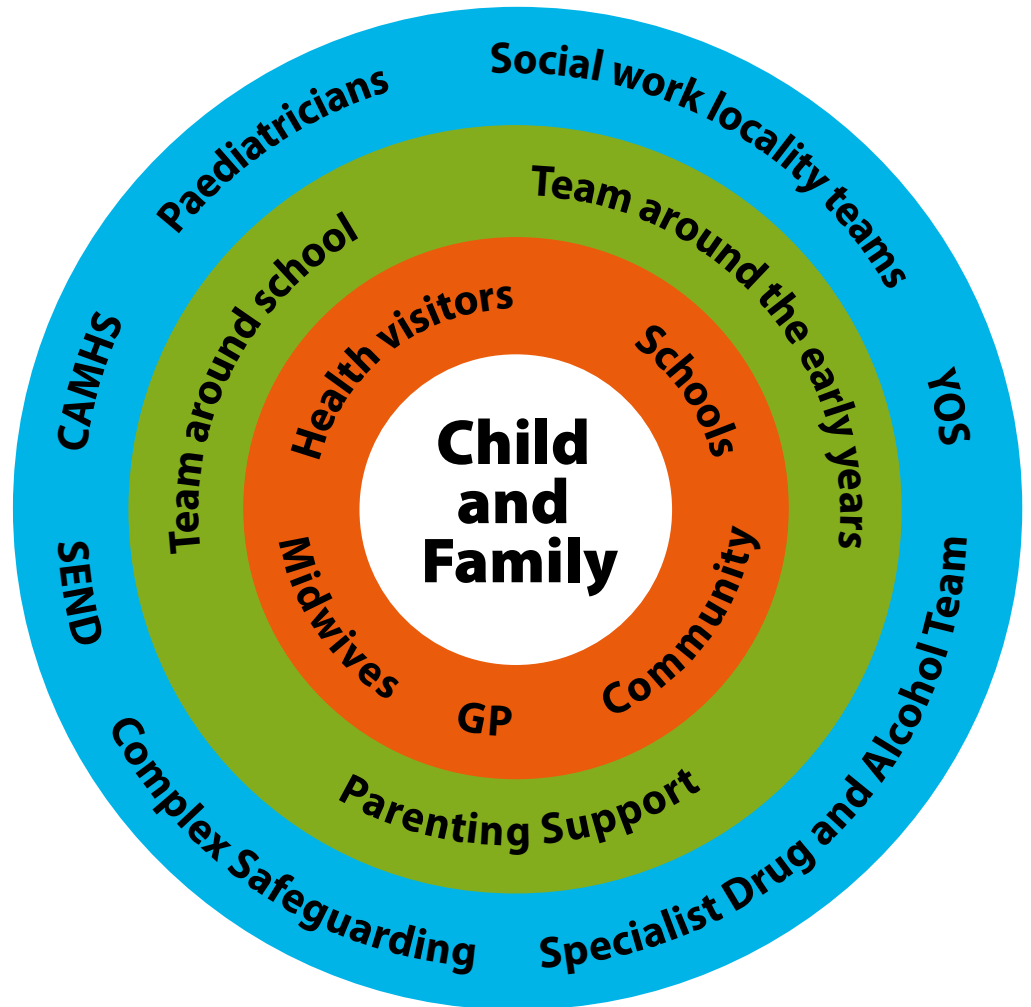 Social work locality teams
YOS
Specialist Drug and Alcohol Team
Complex Safeguarding
SEND
CAMHS
Paediatricians
Team around the early years
Parenting Support
Team around school
Health visitors
Schools
Community
GP
Midwives
Child
and
Family